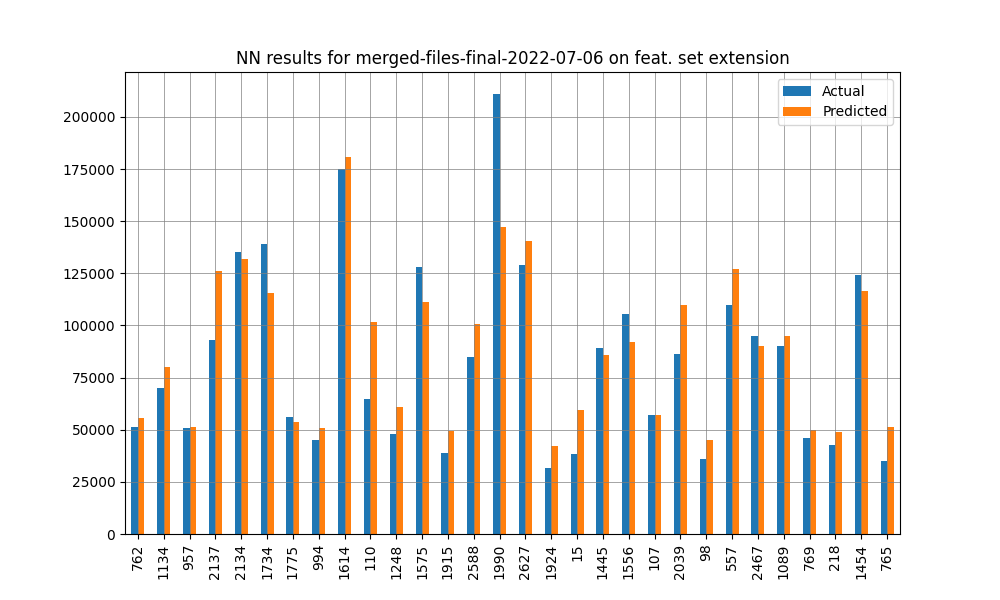 NN results for merged-files-final-2022-07-06 on feat. set extension
Actual
Predicted
200000
175000
150000
125000
100000
75000
50000
25000
0
762 1134 957 2137 2134 1734 1775 994 1614 110 1248 1575 1915 2588 1990 2627 1924 15 1445 1556 107 2039 98 557 2467 1089 769 218 1454 765